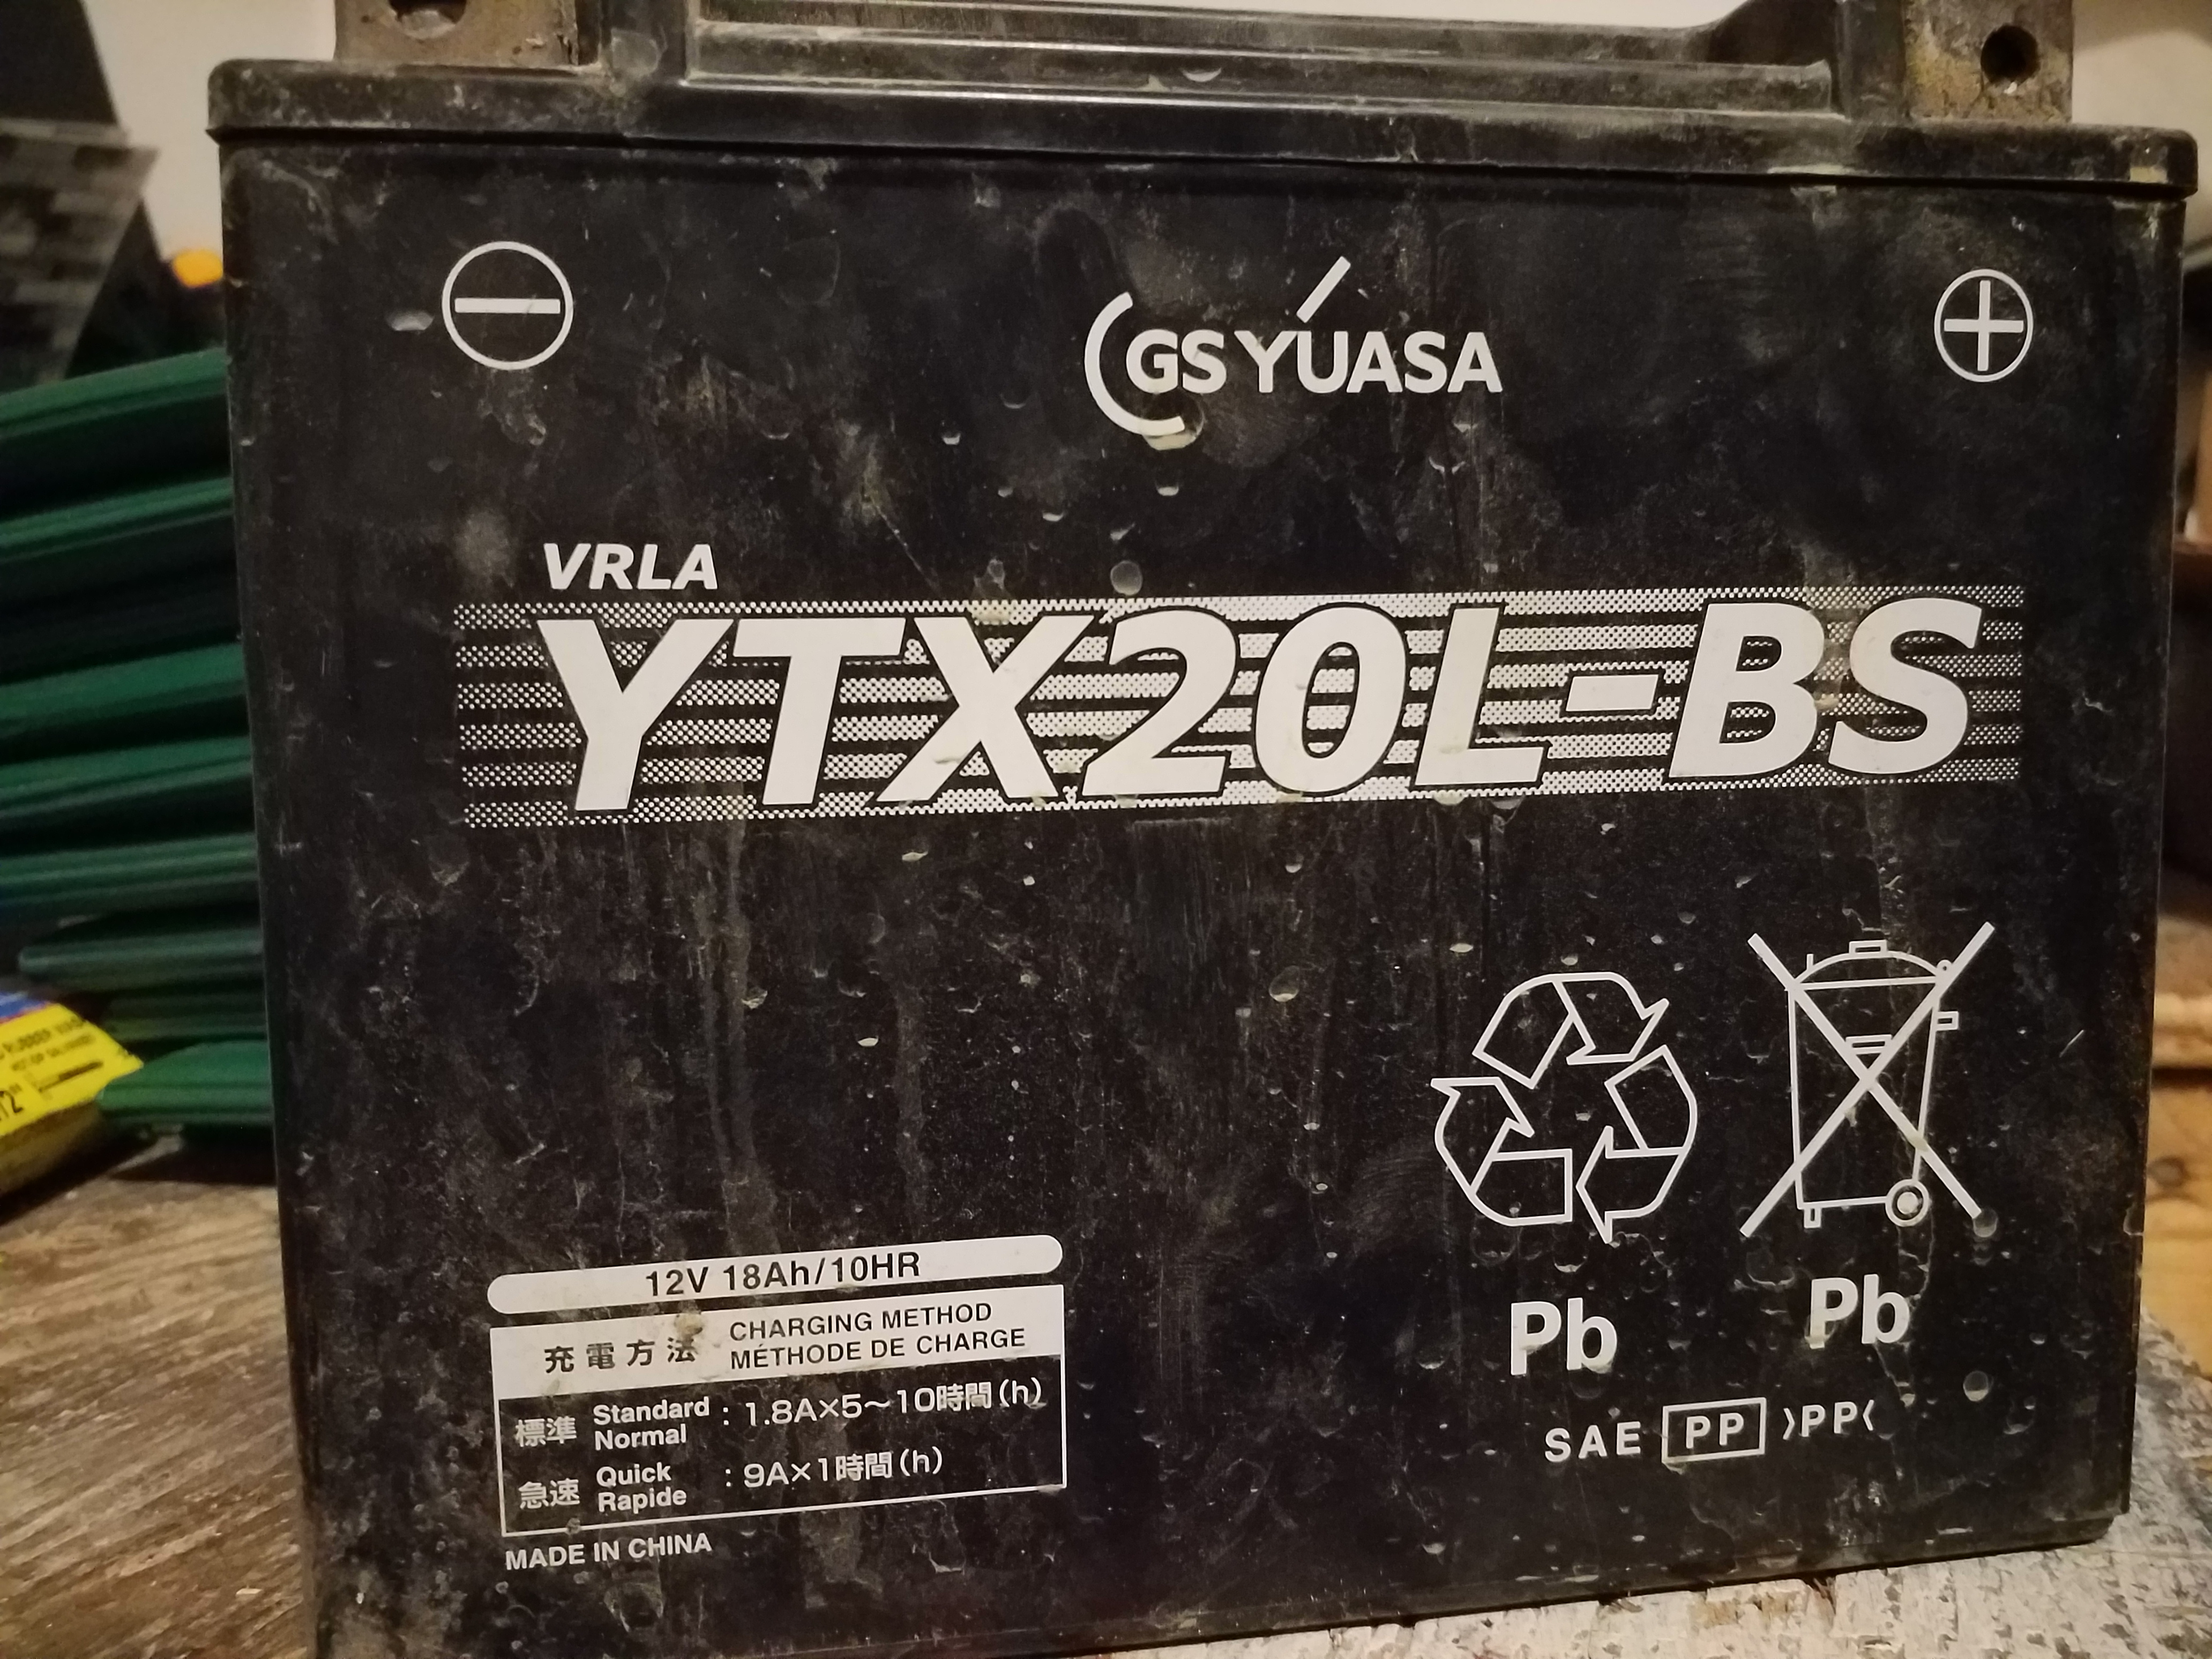 GS YUASA
VRLA
YTX20L-BS
12V 18Ah/10HR
充電方法 CHARGING METHOD
MÉTHODE DE CHARGE
標準 Standard Normal : 1.8A×5〜10時間(h)
急速 Quick Rapide : 9A×1時間(h)
MADE IN CHINA
Pb Pb
SAE PP >PP<
RUBBER
12"